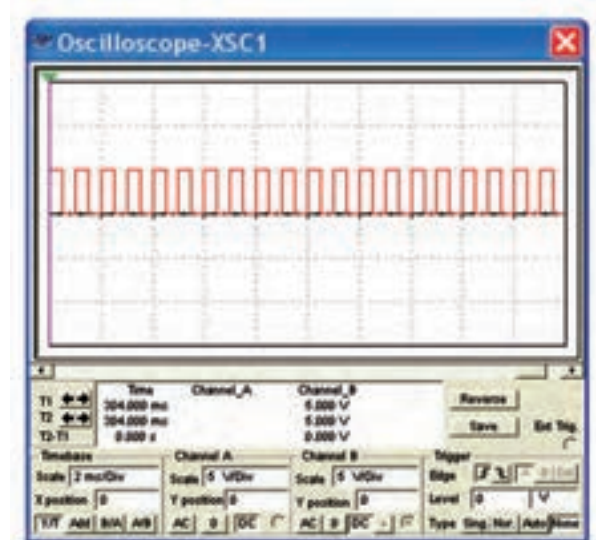 Oscilloscope-XSC1
Time Channel_A Channel_B
T1 304.000 ms 5.000 V
T2 304.000 ms 5.000 V
T2-T1 0.000 s 0.000 V
Reverse
Save
Ext Trig.
Timebase Channel A Channel B Trigger
Scale 2 ms/Div Scale 5 V/Div Scale 5 V/Div Edge
X position 0 Y position 0 Y position 0 Level 0 V
Y/T Add B/A A/B AC 0 DC AC 0 DC - Type Sing. Nor. Auto None